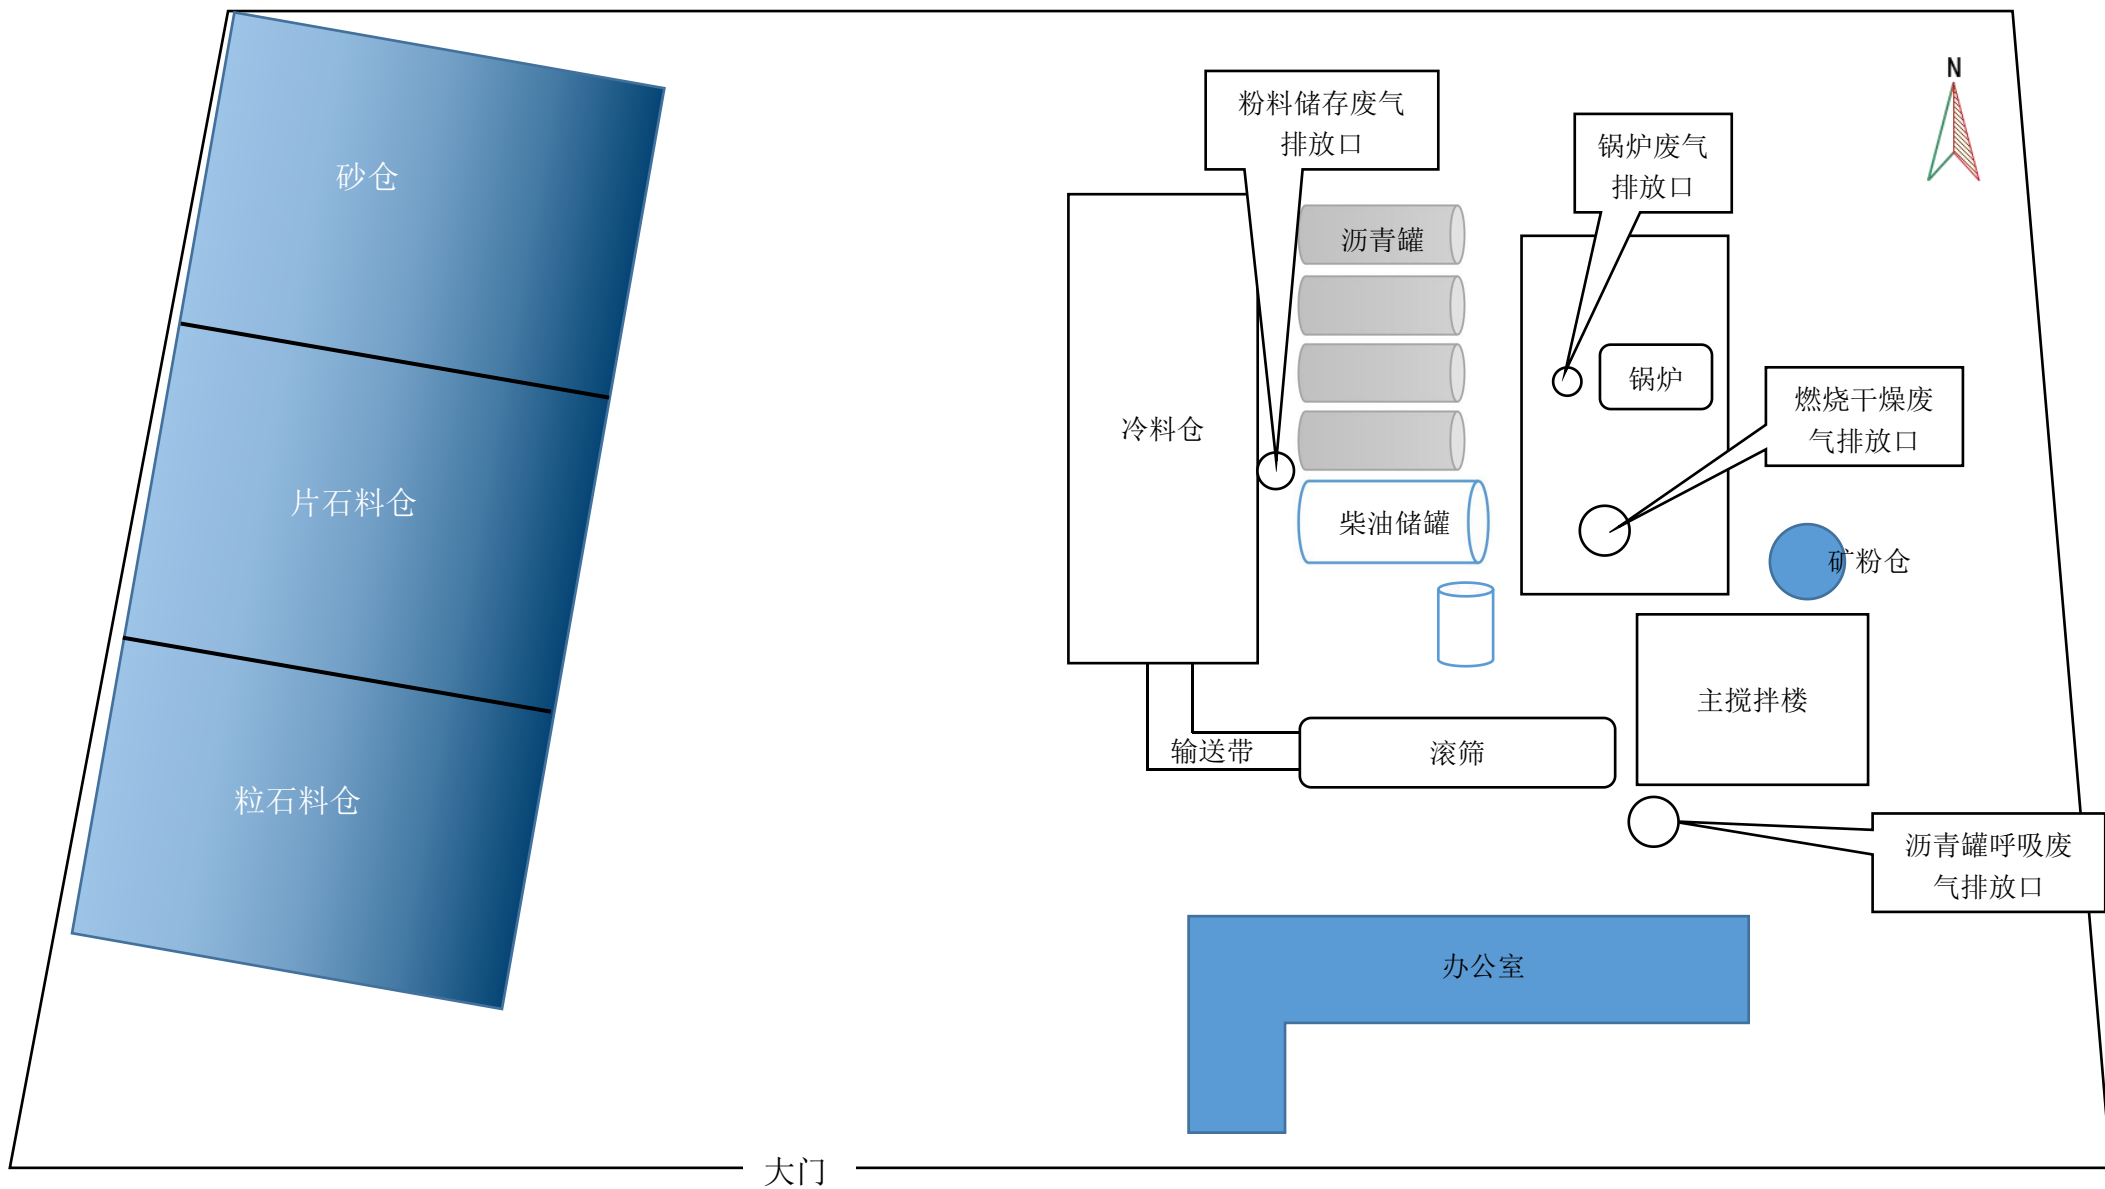 N
粉料储存废气
排放口
锅炉废气
排放口
砂仓
沥青罐
锅炉
燃烧干燥废
气排放口
冷料仓
片石料仓
柴油储罐
矿粉仓
主搅拌楼
输送带
滚筛
粒石料仓
沥青罐呼吸废
气排放口
办公室
大门